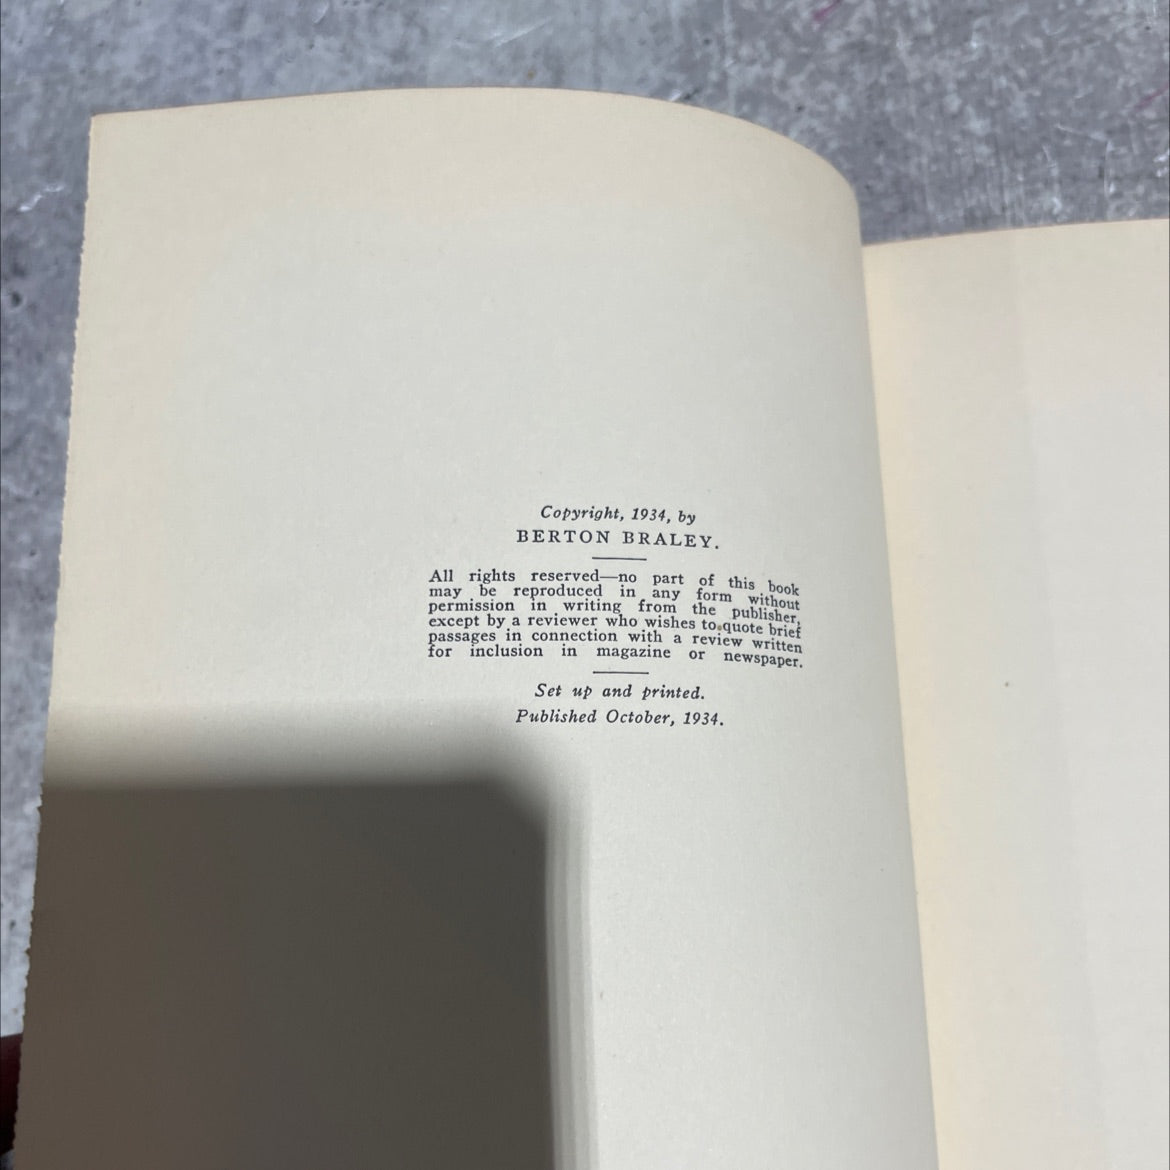 Copyright, 1934, by
BERTON BRALEY.
All rights reserved—no part of this book
may be reproduced in any form without
permission in writing from the publisher,
except by a reviewer who wishes to quote brief
passages in connection with a review written
for inclusion in magazine or newspaper.
Set up and printed.
Published October, 1934.